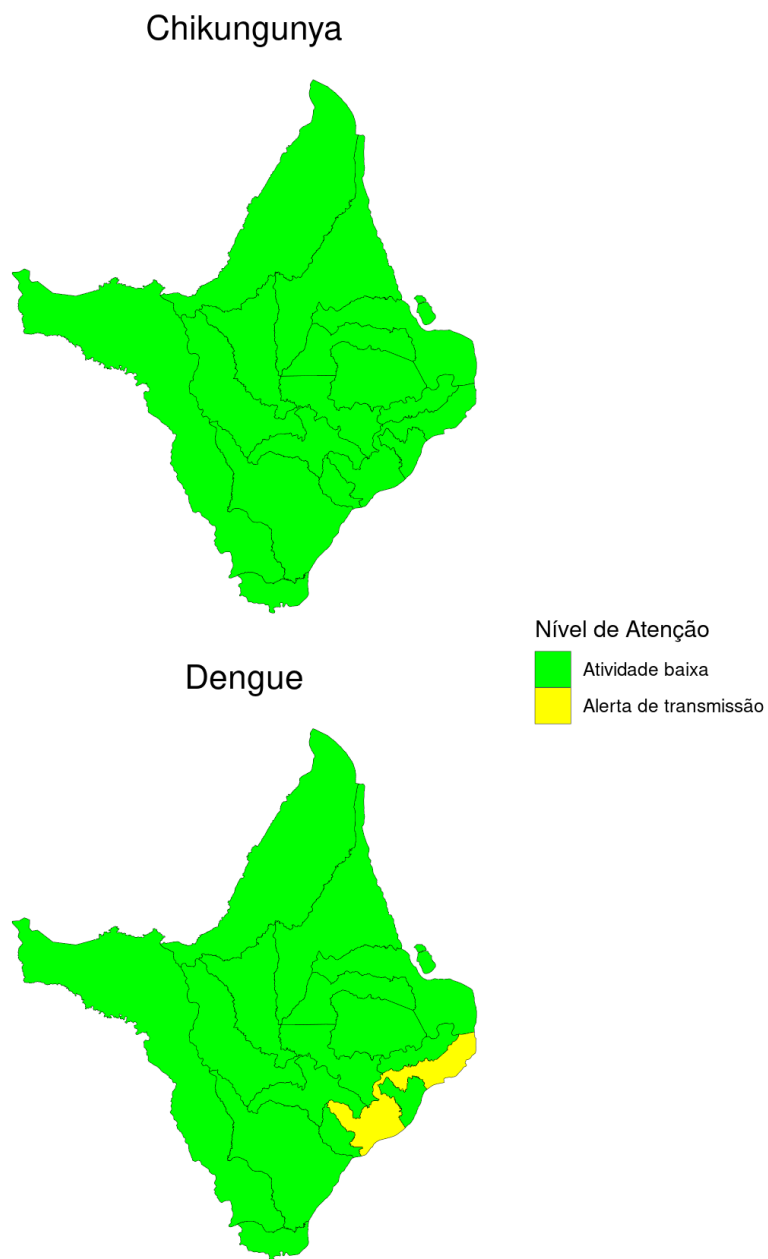 Chikungunya
Nível de Atenção
Atividade baixa
Alerta de transmissão
Dengue